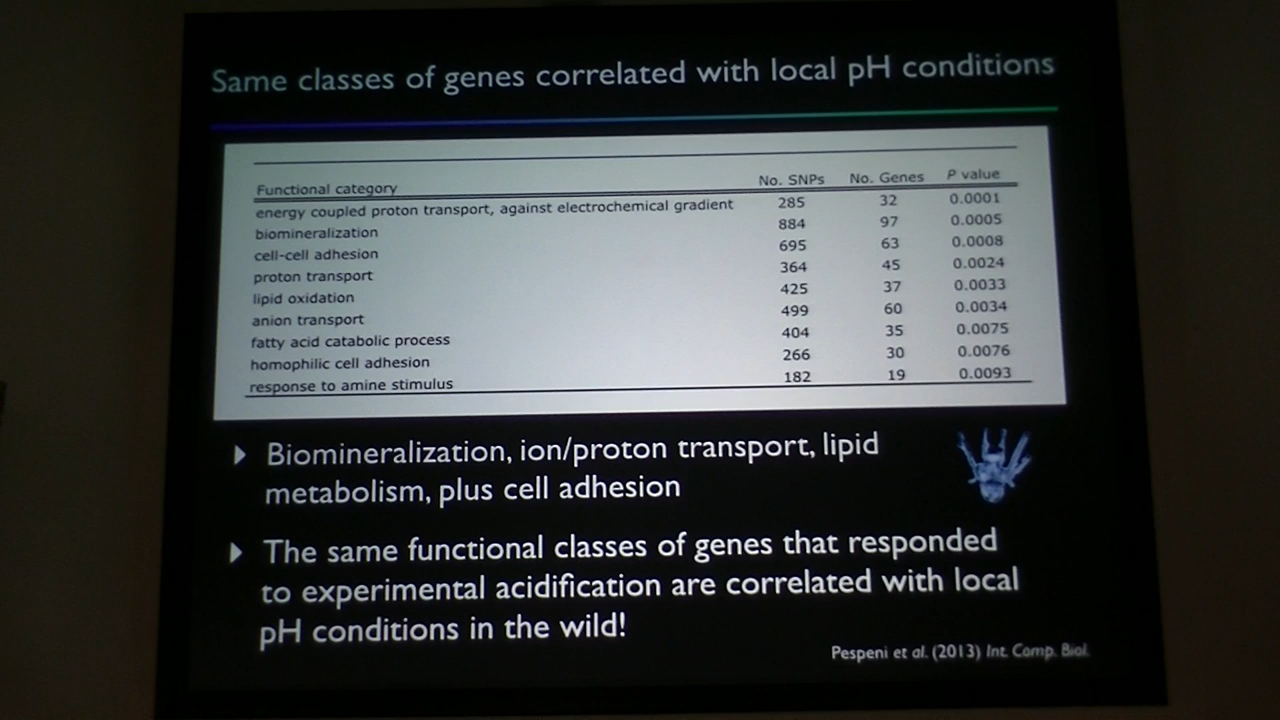 Same classes of genes correlated with local pH conditions
Functional category No. SNPs No. Genes P value
energy coupled proton transport, against electrochemical gradient 285 32 0.0001
biomineralization 884 97 0.0005
cell-cell adhesion 695 63 0.0008
proton transport 364 45 0.0024
lipid oxidation 425 37 0.0033
anion transport 499 60 0.0034
fatty acid catabolic process 404 35 0.0075
homophilic cell adhesion 266 30 0.0076
response to amine stimulus 182 19 0.0093
Biomineralization, ion/proton transport, lipid
metabolism, plus cell adhesion
The same functional classes of genes that responded
to experimental acidification are correlated with local
pH conditions in the wild!
Pespeni et al. (2013) Int. Comp. Biol.